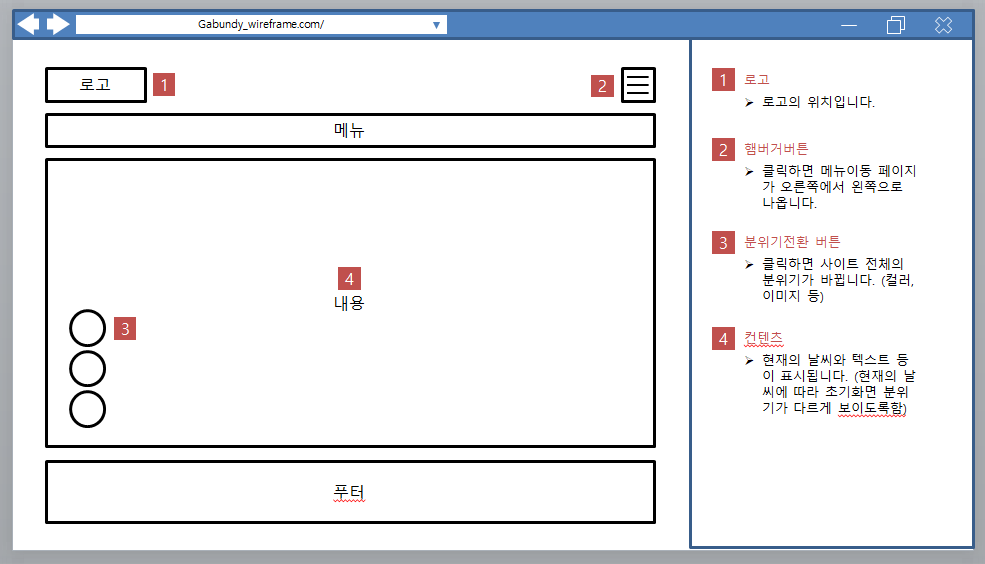 Gabundy_wireframe.com/
로고
1
2
메뉴
4
내용
3
푸터
1 로고
로고의 위치입니다.
2 햄버거버튼
클릭하면 메뉴이동 페이지
가 오른쪽에서 왼쪽으로
나옵니다.
3 분위기전환 버튼
클릭하면 사이트 전체의
분위기가 바뀝니다. (컬러,
이미지 등)
4 컨텐츠
현재의 날씨와 텍스트 등
이 표시됩니다. (현재의 날
씨에 따라 초기화면 분위
기가 다르게 보이도록함)